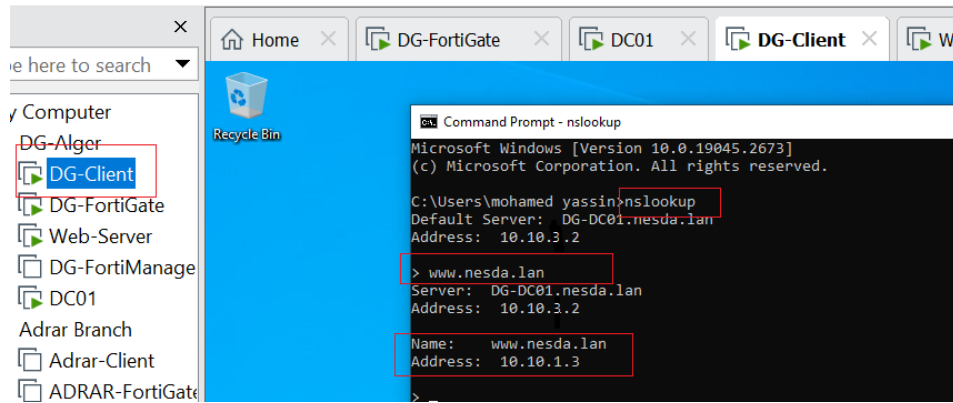 Home
DG-FortiGate
DC01
DG-Client
W
pe here to search
y Computer
DG-Alger
DG-Client
DG-FortiGate
Web-Server
DG-FortiManage
DC01
Adrar Branch
Adrar-Client
ADRAR-FortiGate
Recycle Bin
Command Prompt - nslookup
Microsoft Windows [Version 10.0.19045.2673]
(c) Microsoft Corporation. All rights reserved.
C:\Users\mohamed yassin>nslookup
Default Server: DG-DC01.nesda.lan
Address: 10.10.3.2
> www.nesda.lan
Server: DG-DC01.nesda.lan
Address: 10.10.3.2
Name: www.nesda.lan
Address: 10.10.1.3
>